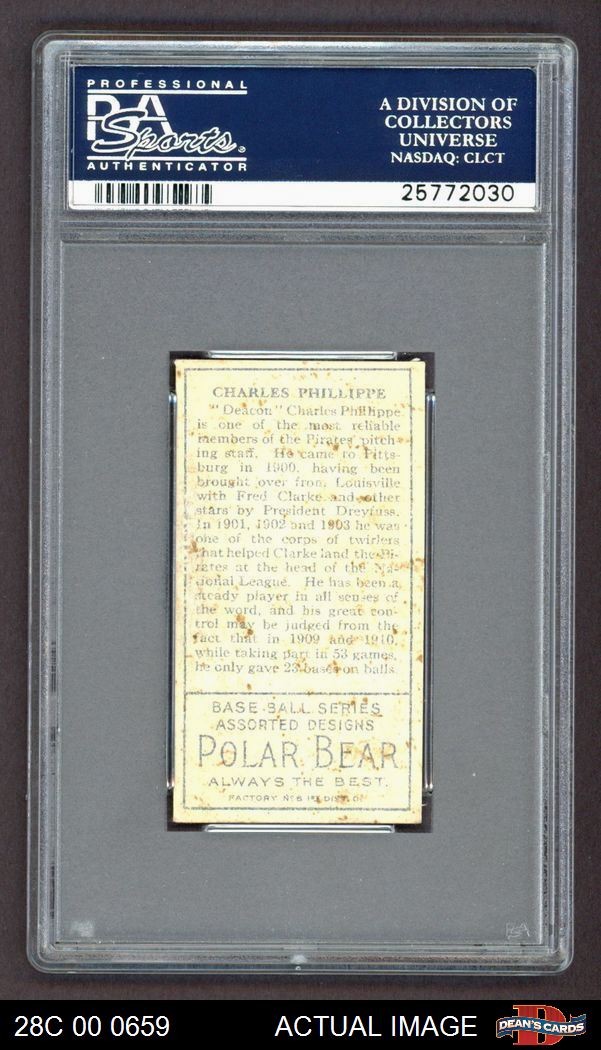 PROFESSIONAL
PSA
Sports
AUTHENTICATOR
A DIVISION OF
COLLECTORS
UNIVERSE
NASDAQ: CLCT
25772030
CHARLES PHILLIPPE
"Deacon" Charles Phillippe
is one of the most reliable
members of the Pirates' pitch-
ing staff. He came to Pitts-
burg in 1900, having been
brought over from Louisville
with Fred Clarke and other
stars by President Dreyfuss.
In 1901, 1902 and 1903 he was
one of the corps of twirlers
that helped Clarke land the Pi-
rates at the head of the Na-
tional League. He has been a
steady player in all senses of
the word, and his great con-
trol may be judged from the
fact that in 1909 and 1910,
while taking part in 53 games,
he only gave 23 bases on balls.
BASE BALL SERIES
ASSORTED DESIGNS
POLAR BEAR
ALWAYS THE BEST.
FACTORY Nº 6 1ST DIST. O.
PSA
28C 00 0659
ACTUAL IMAGE
D
DEAN'S CARDS